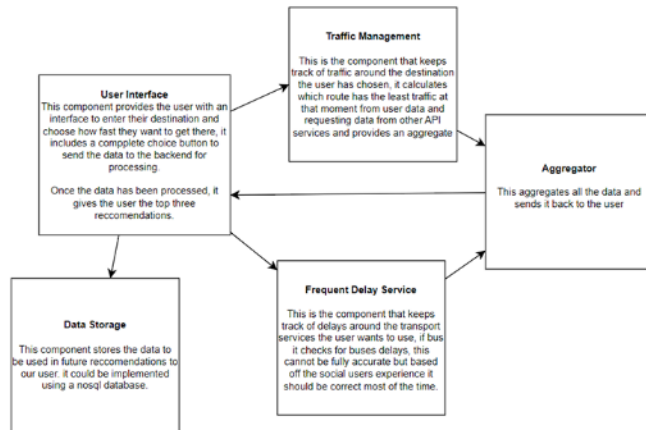 Traffic Management
This is the component that keeps
track of traffic around the destination
the user has chosen, it calculates
which route has the least traffic at
that moment from user data and
requesting data from other API
services and provides an aggregate
User Interface
This component provides the user with an
interface to enter their destination and
choose how fast they want to get there, it
includes a compplete choice button to
send the data to the backend for
processing.
Once the data has been processed, it
gives the user the top three
reccomendations.
Aggregator
This aggregates all the data and
sends it back to the user
Data Storage
This component stores the data to
be used in future reccomendations to
our user. it could be implemented
using a nosql database.
Frequent Delay Service
This is the component that keeps
track of delays around the transport
services the user wants to use, if bus
it checks for buses delays, this
cannot be fully accurate but based
off the social users experience it
should be correct most of the time.